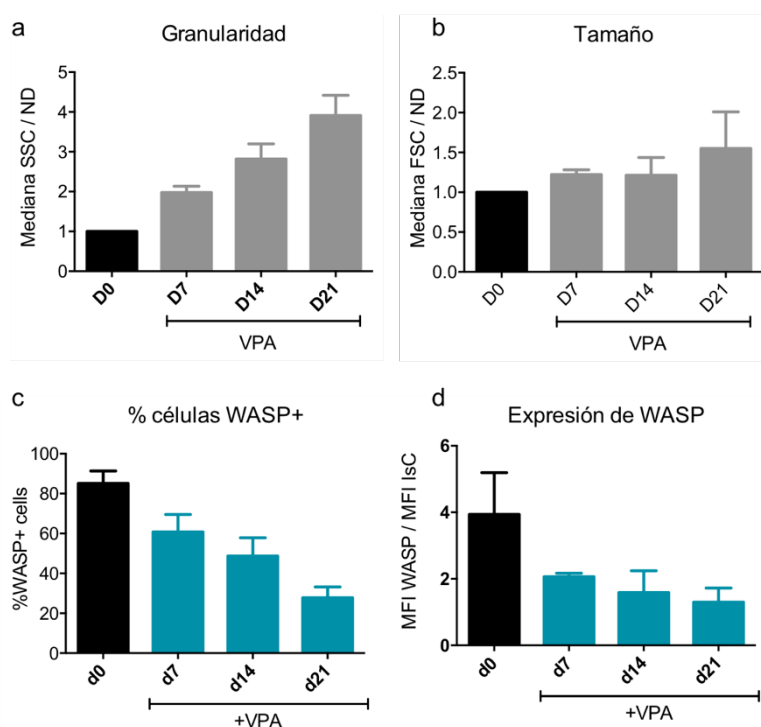 a
Granularidad
Mediana SSC / ND
5
4
3
2
1
0
D0
D7
D14
D21
VPA
b
Tamaño
Mediana FSC / ND
2.5
2.0
1.5
1.0
0.5
0.0
D0
D7
D14
D21
VPA
c
% células WASP+
%WASP+ cells
100
80
60
40
20
0
d0
d7
d14
d21
+VPA
d
Expresión de WASP
MFI WASP / MFI IsC
6
4
2
0
d0
d7
d14
d21
+VPA